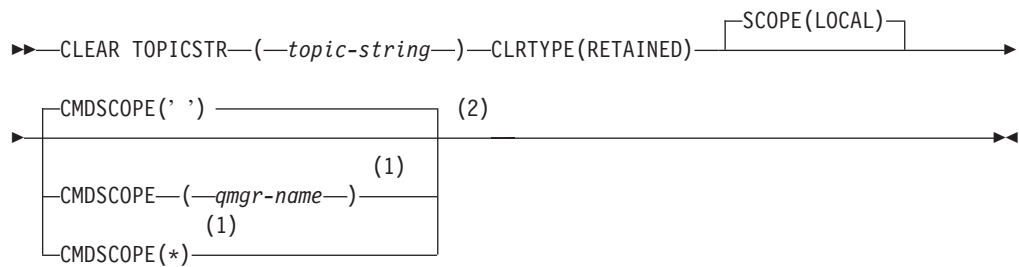 SCOPE(LOCAL)
CLEAR TOPICSTR ( topic-string ) CLRTYPE(RETAINED)
CMDSCOPE(’ ’) (2)
(1)
CMDSCOPE ( qmgr-name )
(1)
CMDSCOPE(*)